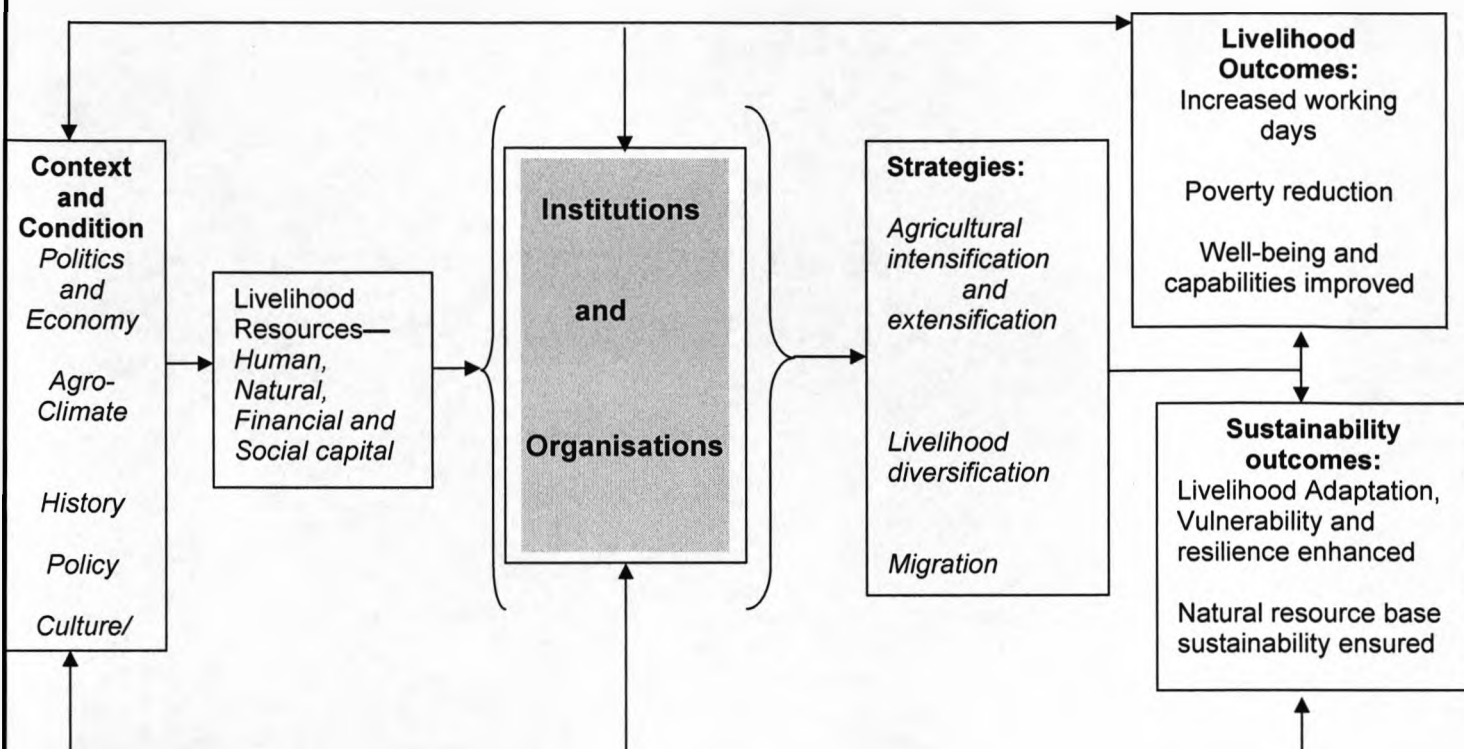 Context
and
Condition
Politics
and
Economy
Agro-
Climate
History
Policy
Culture/
Livelihood
Resources—
Human,
Natural,
Financial and
Social capital
Institutions
and
Organisations
Strategies:
Agricultural
intensification
and
extensification
Livelihood
diversification
Migration
Livelihood
Outcomes:
Increased working
days
Poverty reduction
Well-being and
capabilities improved
Sustainability
outcomes:
Livelihood Adaptation,
Vulnerability and
resilience enhanced
Natural resource base
sustainability ensured